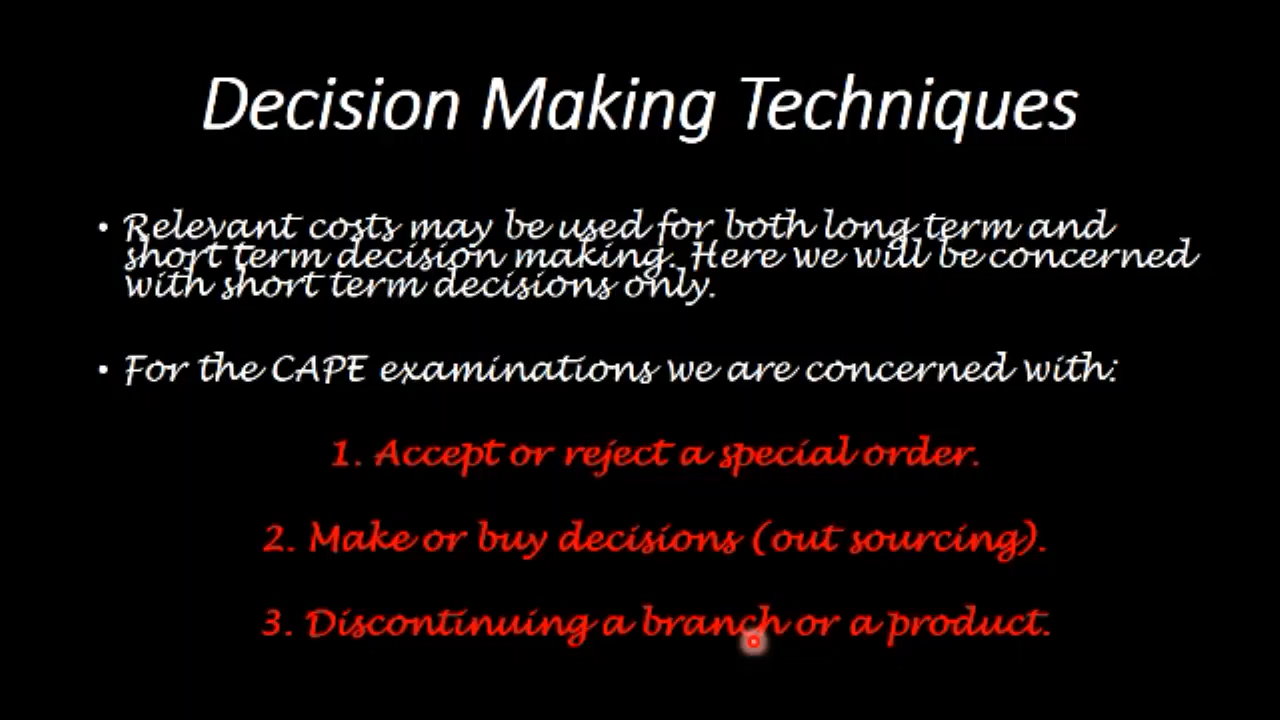 Decision Making Techniques
• Relevant costs may be used for both long term and
short term decision making. Here we will be concerned
with short term decisions only.
• For the CAPE examinations we are concerned with:
1. Accept or reject a special order.
2. Make or buy decisions (out sourcing).
3. Discontinuing a branch or a product.